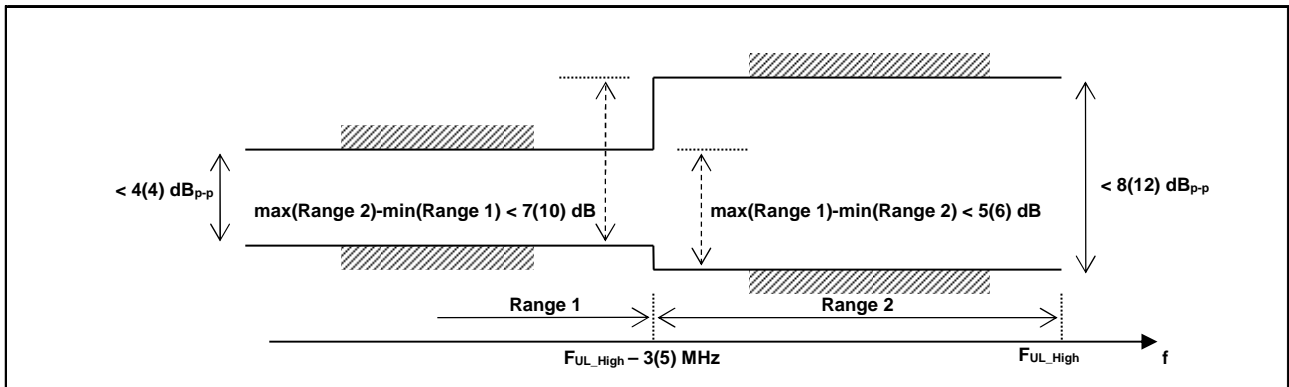 < 4(4) dBp-p
max(Range 2)-min(Range 1) < 7(10) dB
max(Range 1)-min(Range 2) < 5(6) dB
< 8(12) dBp-p
Range 1
Range 2
FUL_High – 3(5) MHz
FUL_High
f